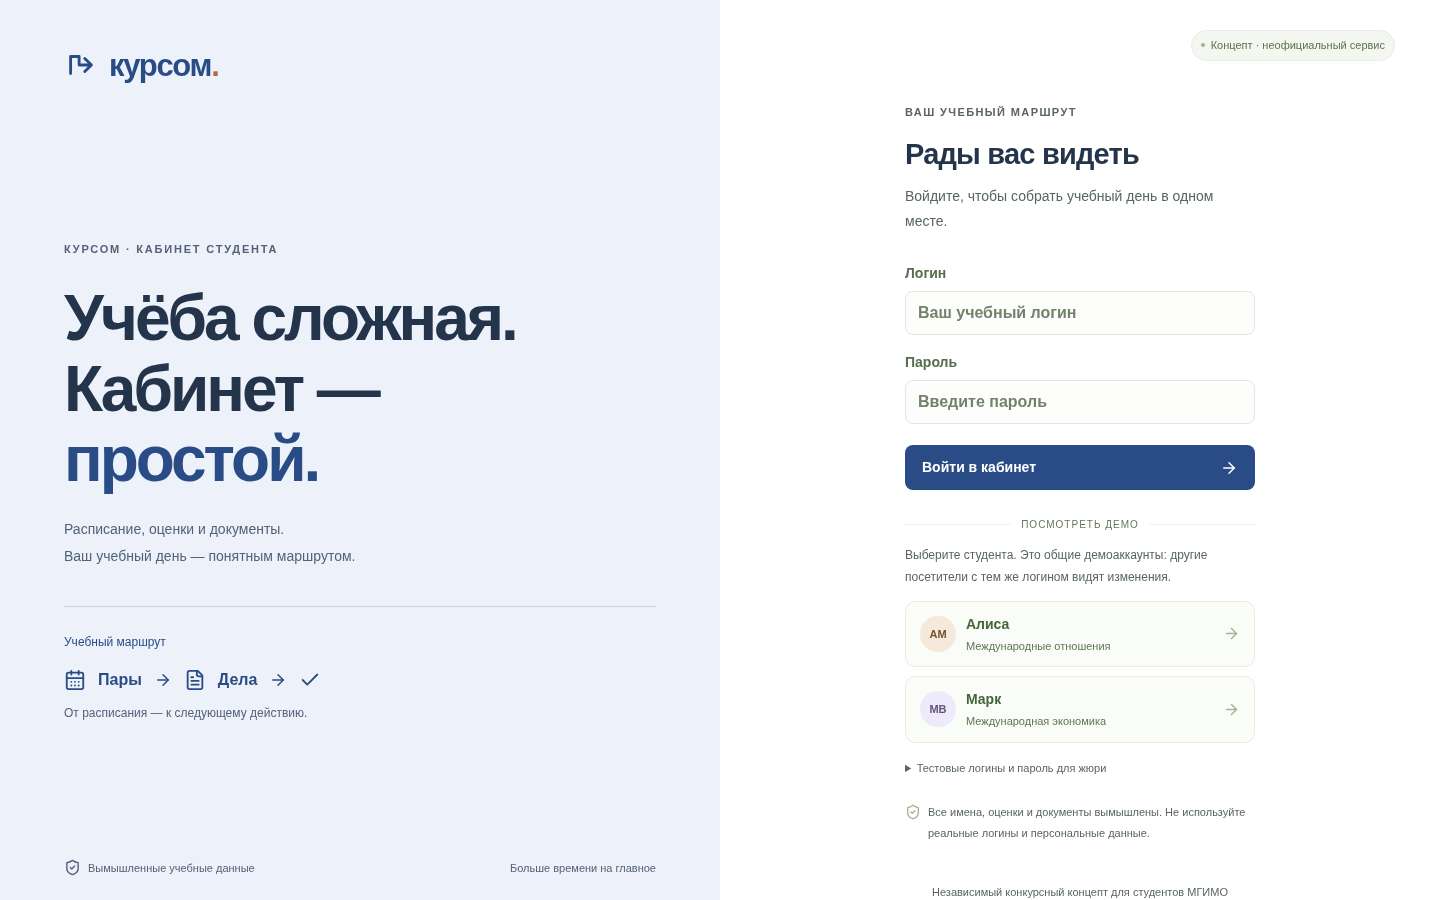 курсом.
КУРСОМ · КАБИНЕТ СТУДЕНТА
Учёба сложная.
Кабинет —
простой.
Расписание, оценки и документы.
Ваш учебный день — понятным маршрутом.
Учебный маршрут
Пары → Дела →
От расписания — к следующему действию.
Вымышленные учебные данные
Больше времени на главное
Концепт · неофициальный сервис
ВАШ УЧЕБНЫЙ МАРШРУТ
Рады вас видеть
Войдите, чтобы собрать учебный день в одном
месте.
Логин
Ваш учебный логин
Пароль
Введите пароль
Войти в кабинет
ПОСМОТРЕТЬ ДЕМО
Выберите студента. Это общие демоаккаунты: другие
посетители с тем же логином видят изменения.
АМ
Алиса
Международные отношения
МВ
Марк
Международная экономика
Тестовые логины и пароль для жюри
Все имена, оценки и документы вымышлены. Не используйте
реальные логины и персональные данные.
Независимый конкурсный концепт для студентов МГИМО